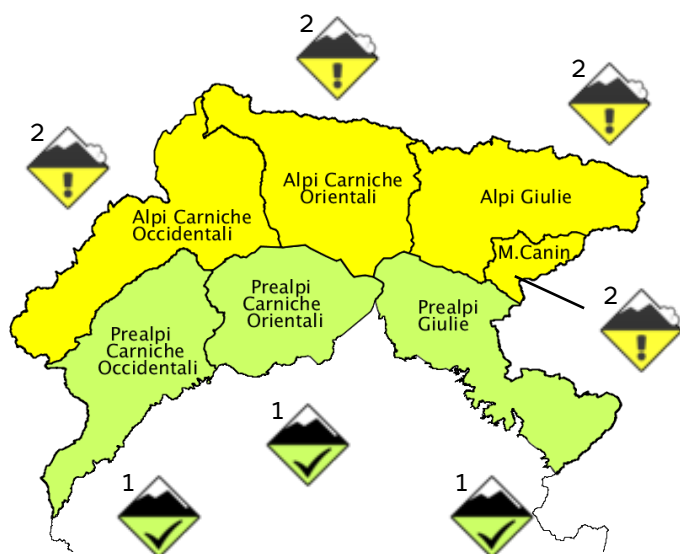 2
2
2
Alpi Carniche
Orientali
Alpi Giulie
Alpi Carniche
Occidentali
M.Canin
Prealpi
Carniche
Orientali
Prealpi
Giulie
2
Prealpi
Carniche
Occidentali
1
1
1